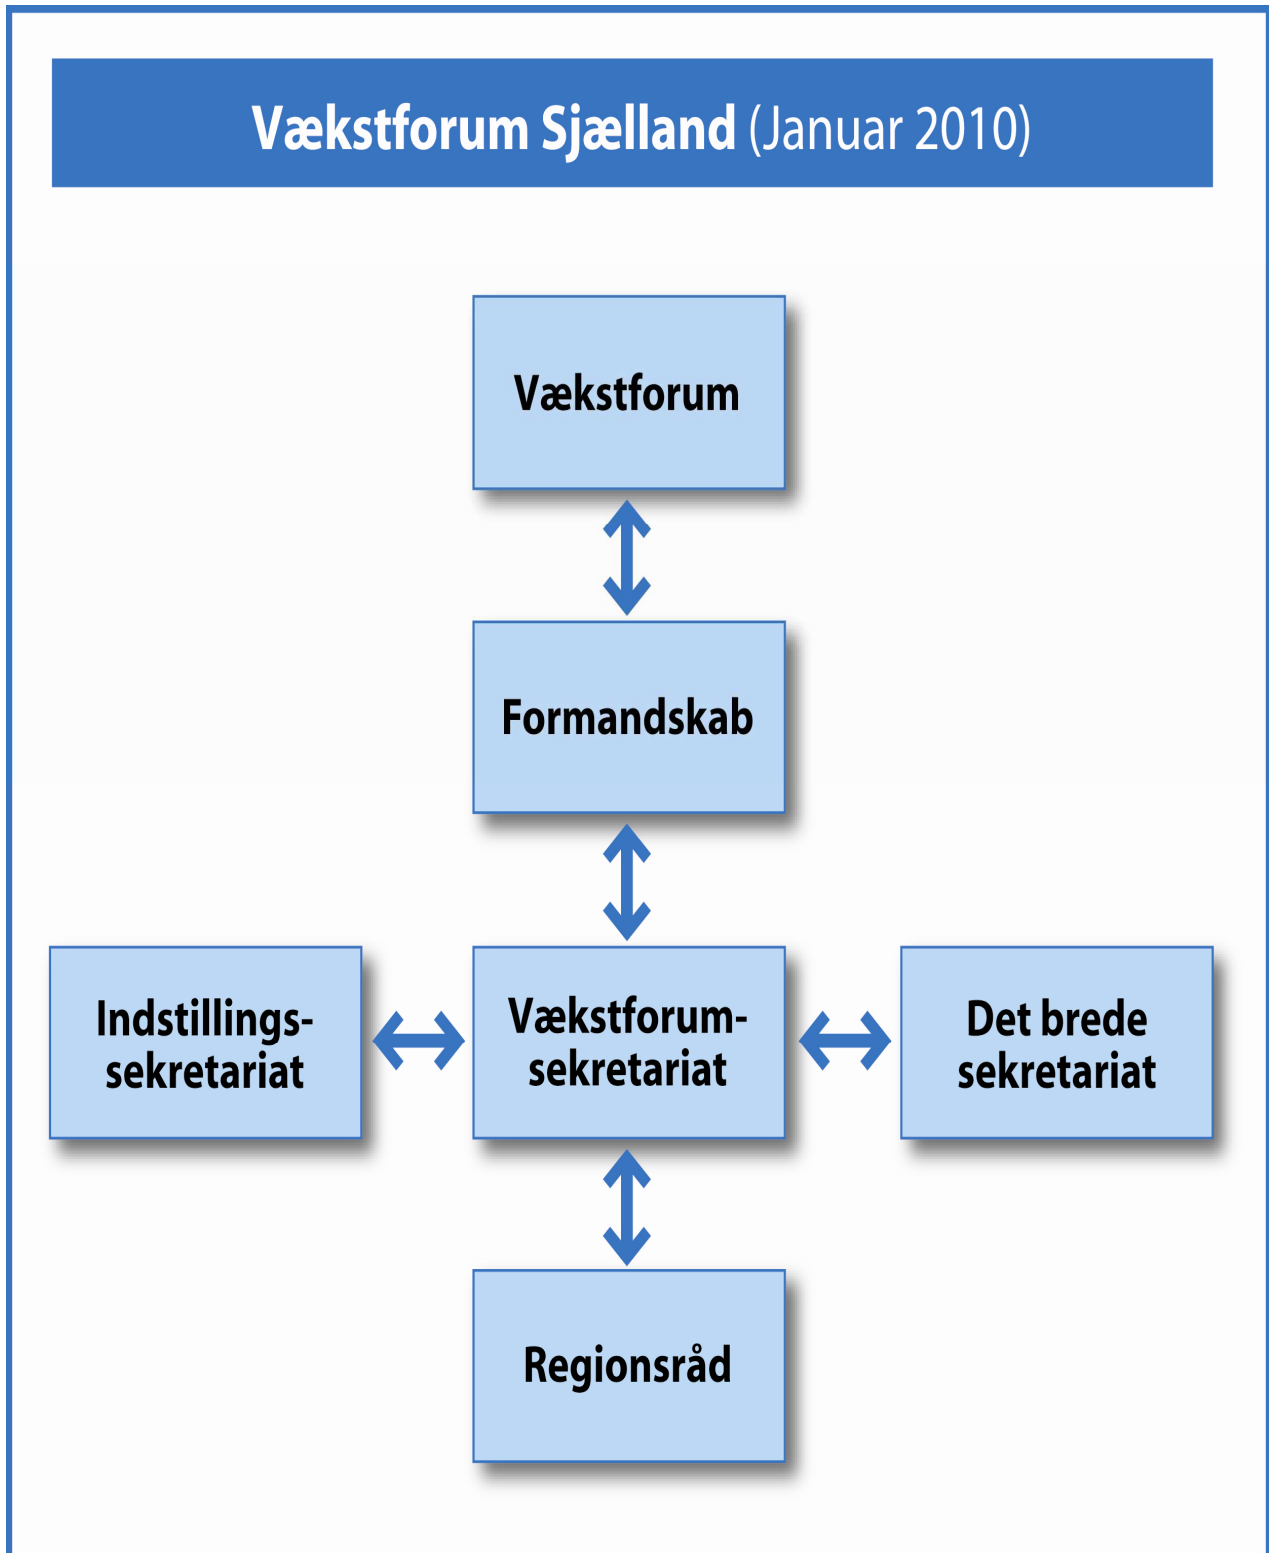 Vækstforum Sjælland (Januar 2010)
Vækstforum
Formandskab
Indstillings-
sekretariat
Vækstforum-
sekretariat
Det brede
sekretariat
Regionsråd